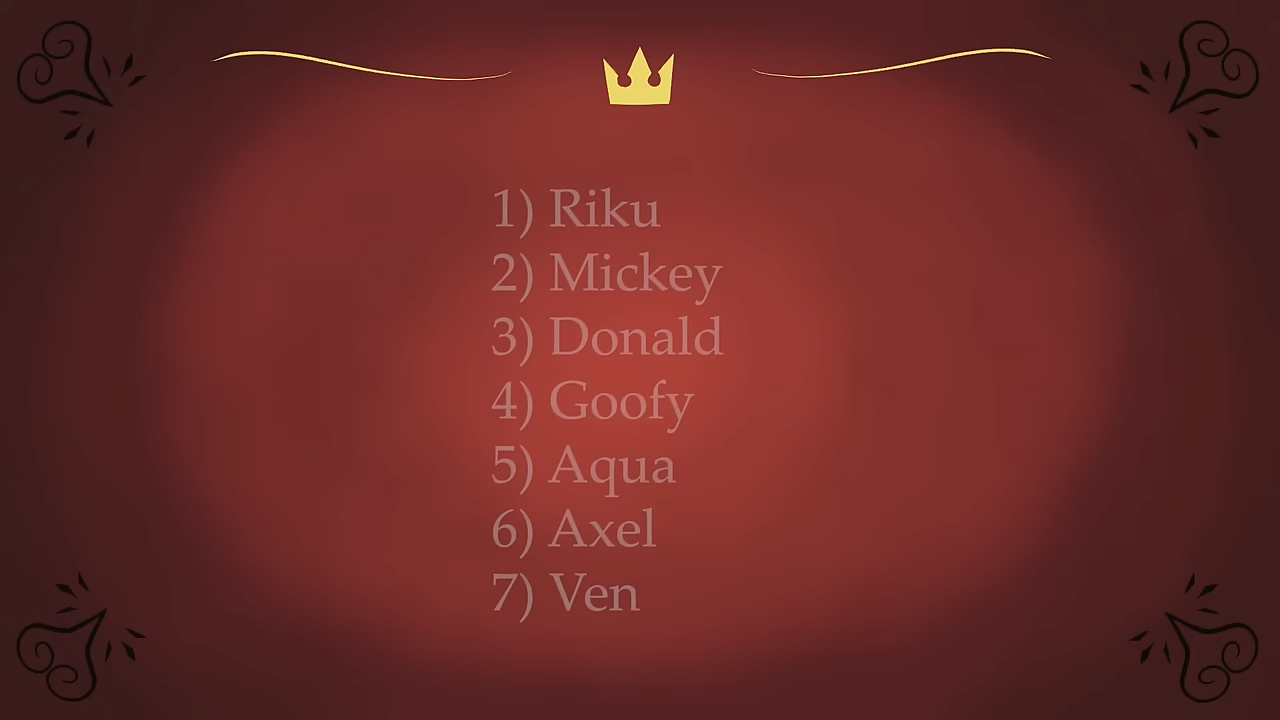 1) Riku
2) Mickey
3) Donald
4) Goofy
5) Aqua
6) Axel
7) Ven